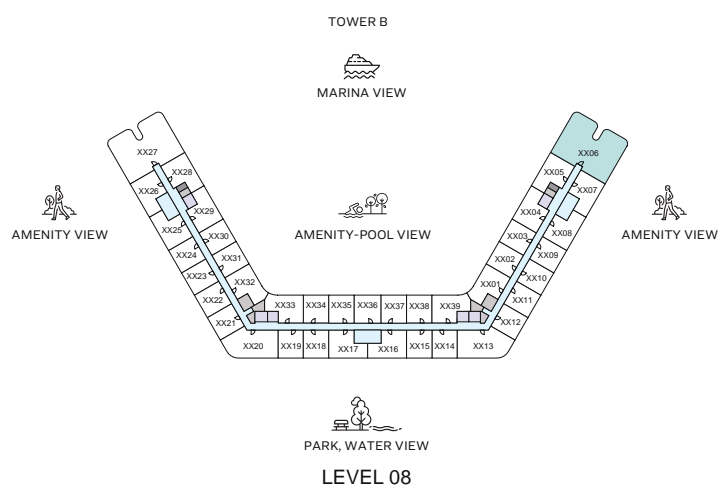 TOWER B
MARINA VIEW
XX27
XX06
XX28
XX05
XX26
XX07
XX29
XX04
AMENITY VIEW
AMENITY-POOL VIEW
AMENITY VIEW
XX25
XX08
XX30
XX03
XX24
XX09
XX31
XX02
XX23
XX10
XX32
XX01
XX22
XX11
XX33 XX34 XX35 XX36 XX37 XX38 XX39
XX21
XX12
XX20 XX19 XX18 XX17 XX16 XX15 XX14 XX13
PARK, WATER VIEW
LEVEL 08